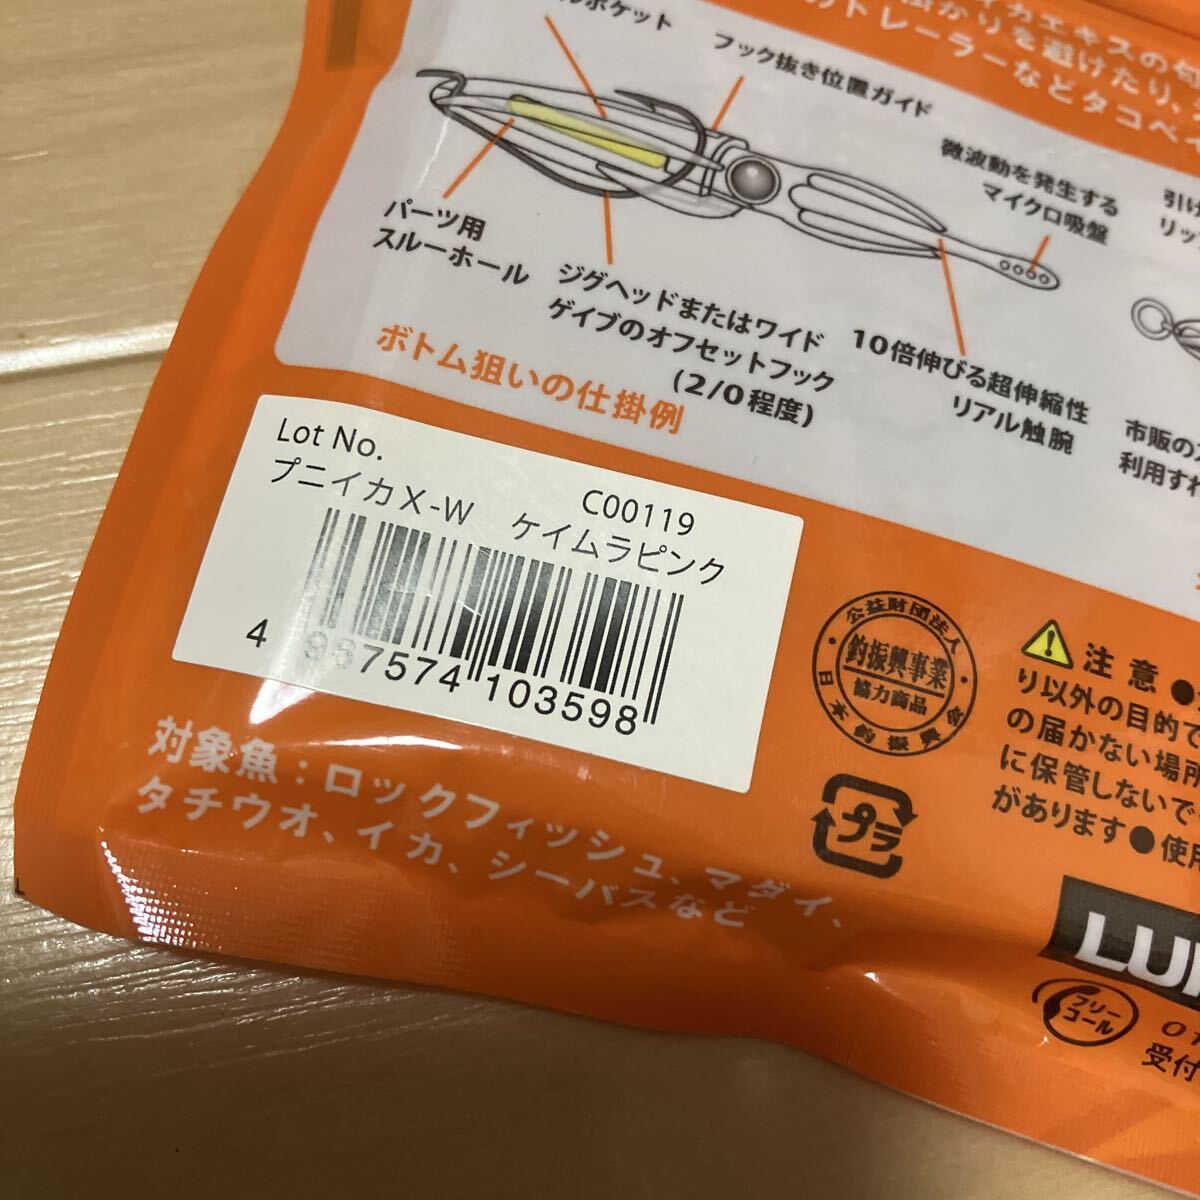 イカエキスの
掛かりを避けたり、
のトレーラーなどタコベイ
ポケット
フック抜き位置ガイド
微波動を発生する
マイクロ吸盤
引け
リッ
パーツ用
スルーホール
ジグヘッドまたはワイド
ゲイブのオフセットフック
(2/0程度)
10倍伸びる超伸縮性
リアル触腕
市販の
利用すれ
ボトム狙いの仕掛例
Lot No.
C00119
プニイカX-W ケイムラピンク
4 967574 103598
公益財団法人
釣振興事業
協力商品
日本釣振興会
プラ
注意●
り以外の目的で
の届かない場所
に保管しないで
があります●使用
対象魚：ロックフィッシュ、マダイ、
タチウオ、イカ、シーバスなど
フリー
コール
受付